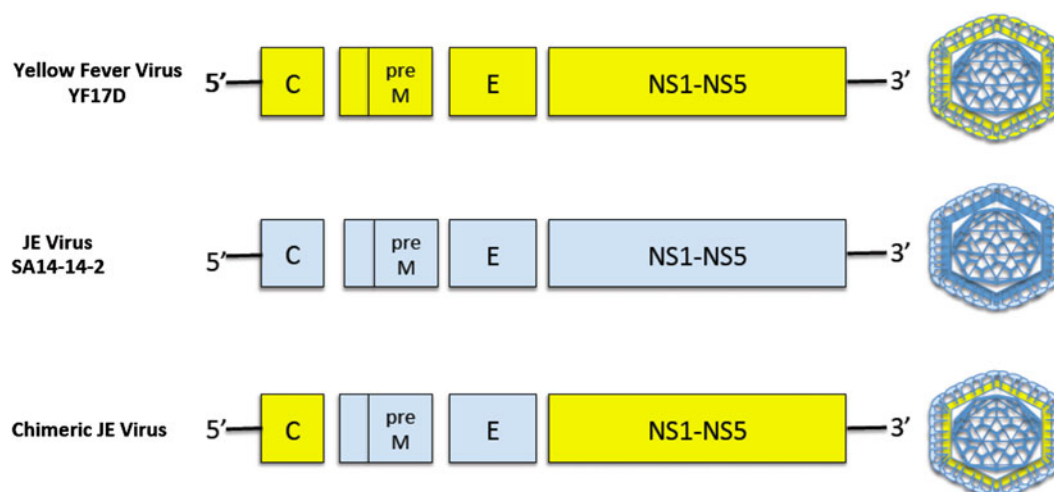 Yellow Fever Virus
YF17D
5’
C
pre
M
E
NS1-NS5
3’
JE Virus
SA14-14-2
5’
C
pre
M
E
NS1-NS5
3’
Chimeric JE Virus
5’
C
pre
M
E
NS1-NS5
3’